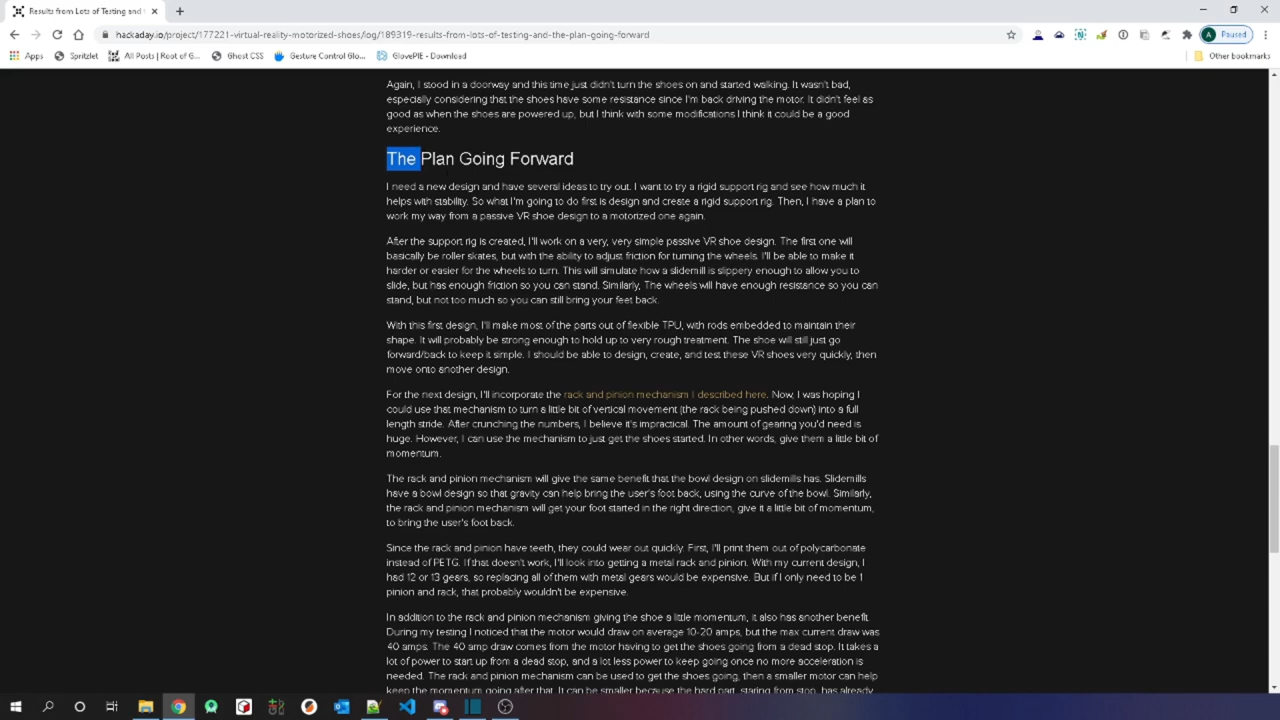 Results from Lots of Testing and
hackaday.io/project/177221-virtual-reality-motorized-shoes/log/189319-results-from-lots-of-testing-and-the-plan-going-forward
A Paused
Apps Spritzlet All Posts | Root of G... Ghost CSS Gesture Control Glo... GlovePIE - Download Other bookmarks
Again, I stood in a doorway and this time just didn't turn the shoes on and started walking. It wasn't bad,
especially considering that the shoes have some resistance since I'm back driving the motor. It didn't feel as
good as when the shoes are powered up, but I think with some modifications I think it could be a good
experience.
The Plan Going Forward
I need a new design and have several ideas to try out. I want to try a rigid support rig and see how much it
helps with stability. So what I'm going to do first is design and create a rigid support rig. Then, I have a plan to
work my way from a passive VR shoe design to a motorized one again.
After the support rig is created, I'll work on a very, very simple passive VR shoe design. The first one will
basically be roller skates, but with the ability to adjust friction for turning the wheels. I'll be able to make it
harder or easier for the wheels to turn. This will simulate how a slidemill is slippery enough to allow you to
slide, but has enough friction so you can stand. Similarly, The wheels will have enough resistance so you can
stand, but not too much so you can still bring your feet back.
With this first design, I'll make most of the parts out of flexible TPU, with rods embedded to maintain their
shape. It will probably be strong enough to hold up to very rough treatment. The shoe will still just go
forward/back to keep it simple. I should be able to design, create, and test these VR shoes very quickly, then
move onto another design.
For the next design, I'll incorporate the rack and pinion mechanism I described here. Now, I was hoping I
could use that mechanism to turn a little bit of vertical movement (the rack being pushed down) into a full
length stride. After crunching the numbers, I believe it's impractical. The amount of gearing you'd need is
huge. However, I can use the mechanism to just get the shoes started. In other words, give them a little bit of
momentum.
The rack and pinion mechanism will give the same benefit that the bowl design on slidemills has. Slidemills
have a bowl design so that gravity can help bring the user's foot back, using the curve of the bowl. Similarly,
the rack and pinion mechanism will get your foot started in the right direction, give it a little bit of momentum,
to bring the user's foot back.
Since the rack and pinion have teeth, they could wear out quickly. First, I'll print them out of polycarbonate
instead of PETG. If that doesn't work, I'll look into getting a metal rack and pinion. With my current design, I
had 12 or 13 gears, so replacing all of them with metal gears would be expensive. But if I only need to be 1
pinion and rack, that probably wouldn't be expensive.
In addition to the rack and pinion mechanism giving the shoe a little momentum, it also has another benefit.
During my testing I noticed that the motor would draw on average 10-20 amps, but the max current draw was
40 amps. The 40 amp draw comes from the motor having to get the shoes going from a dead stop. It takes a
lot of power to start up from a dead stop, and a lot less power to keep going once no more acceleration is
needed. The rack and pinion mechanism can be used to get the shoes going, then a smaller motor can help
keep the momentum going after that. It can be smaller because the hard part, staring from stop, has already